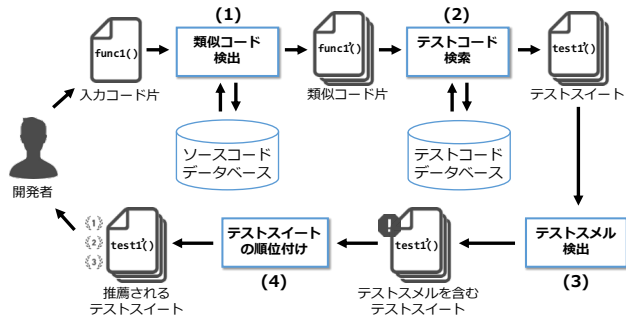 (1)
(2)
func1()
類似コード
検出
func1'()
テストコード
検索
test1'()
入力コード片
類似コード片
テストスイート
ソースコード
データベース
テストコード
データベース
開発者
1
2
3
test1'()
テストスイート
の順位付け
!
test1'()
テストスメル
検出
推薦される
テストスイート
(4)
テストスメルを含む
テストスイート
(3)